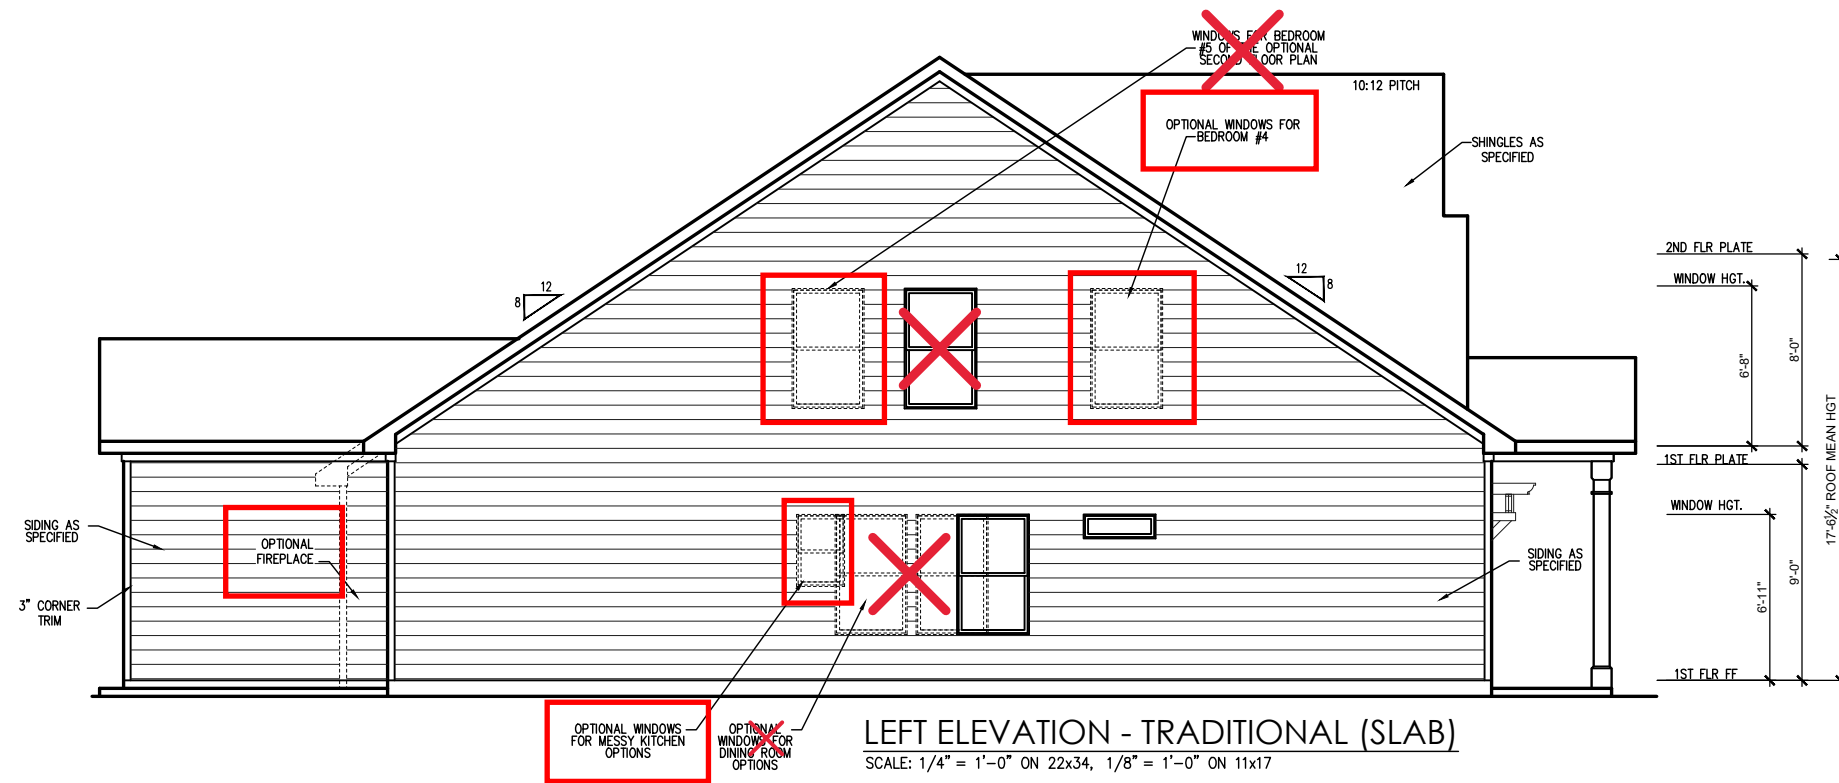 WINDOWS FOR BEDROOM
#5 OF THE OPTIONAL
SECOND FLOOR PLAN
10:12 PITCH
OPTIONAL WINDOWS FOR
BEDROOM #4
SHINGLES AS
SPECIFIED
2ND FLR PLATE
WINDOW HGT.
12
8
12
8
6'-8"
8'-0"
17'-6½" ROOF MEAN HGT
1ST FLR PLATE
WINDOW HGT.
SIDING AS
SPECIFIED
OPTIONAL
FIREPLACE
SIDING AS
SPECIFIED
3" CORNER
TRIM
6'-11"
9'-0"
1ST FLR FF
OPTIONAL WINDOWS
FOR MESSY KITCHEN
OPTIONS
OPTIONAL
WINDOWS FOR
DINING ROOM
OPTIONS
LEFT ELEVATION - TRADITIONAL (SLAB)
SCALE: 1/4" = 1'-0" ON 22x34, 1/8" = 1'-0" ON 11x17